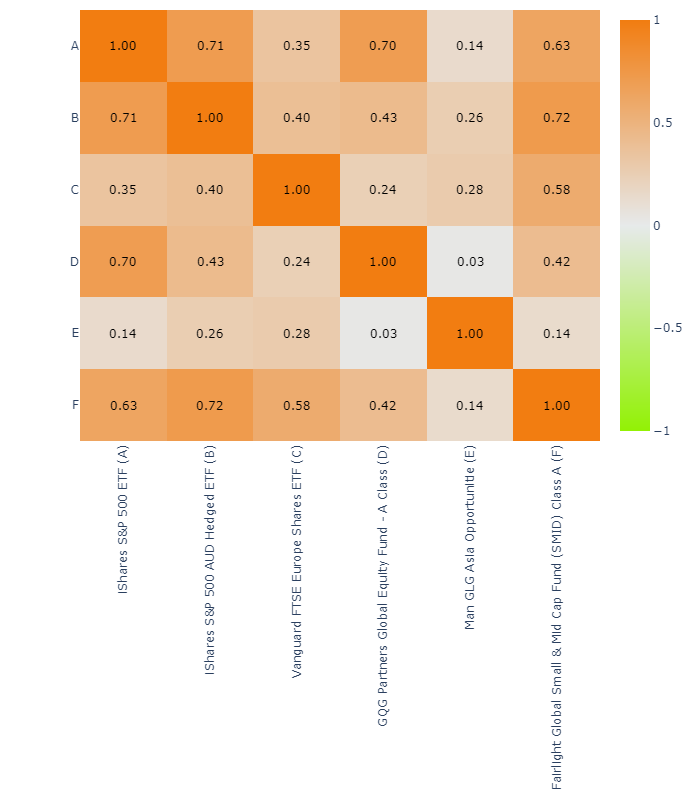 A 1.00 0.71 0.35 0.70 0.14 0.63
B 0.71 1.00 0.40 0.43 0.26 0.72
C 0.35 0.40 1.00 0.24 0.28 0.58
D 0.70 0.43 0.24 1.00 0.03 0.42
E 0.14 0.26 0.28 0.03 1.00 0.14
F 0.63 0.72 0.58 0.42 0.14 1.00
IShares S&P 500 ETF (A)
IShares S&P 500 AUD Hedged ETF (B)
Vanguard FTSE Europe Shares ETF (C)
GQG Partners Global Equity Fund - A Class (D)
Man GLG Asia Opportunitie (E)
Fairlight Global Small & Mid Cap Fund (SMID) Class A (F)
1
0.5
0
−0.5
−1